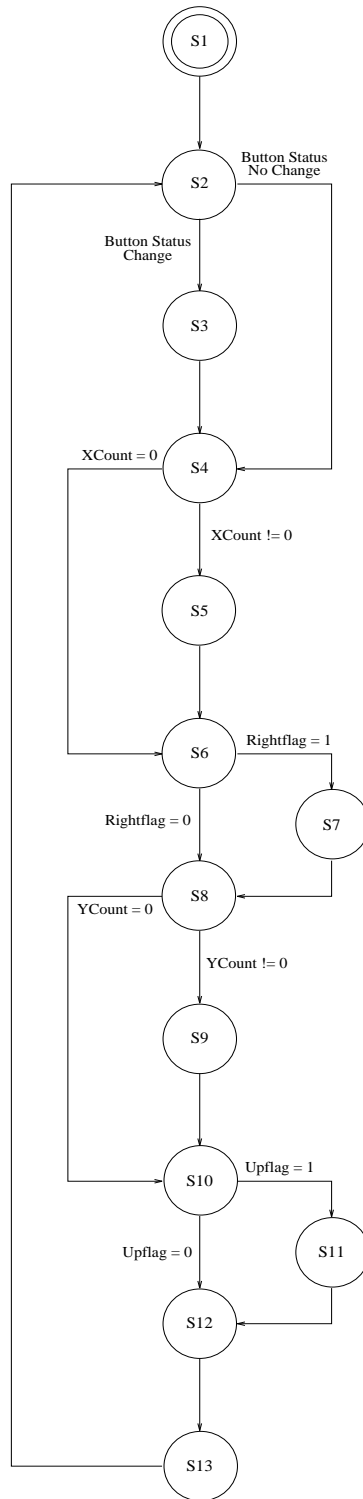 S1
Button Status
No Change
S2
Button Status
Change
S3
XCount = 0
S4
XCount != 0
S5
Rightflag = 1
S6
Rightflag = 0
S7
S8
YCount = 0
YCount != 0
S9
Upflag = 1
S10
Upflag = 0
S11
S12
S13